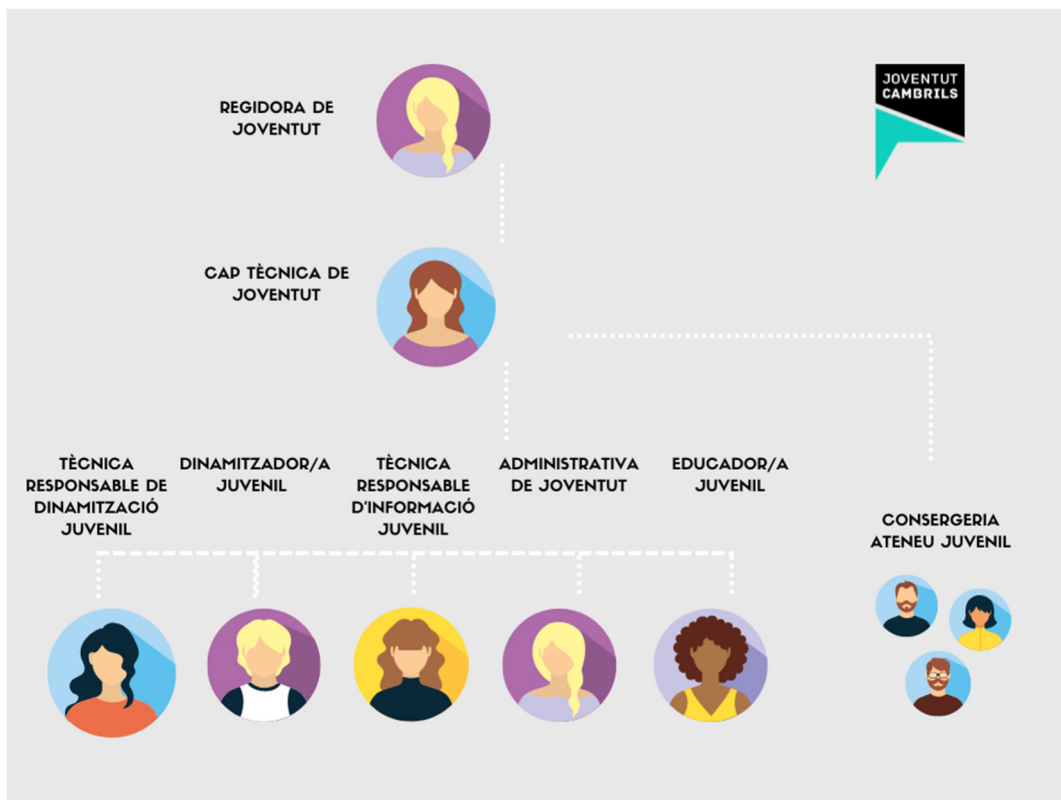 REGIDORA DE
JOVENTUT
JOVENTUT
CAMBRILS
CAP TÈCNICA DE
JOVENTUT
TÈCNICA
RESPONSABLE DE
DINAMITZACIÓ
JUVENIL
DINAMITZADOR/A
JUVENIL
TÈCNICA
RESPONSABLE
D'INFORMACIÓ
JUVENIL
ADMINISTRATIVA
DE JOVENTUT
EDUCADOR/A
JUVENIL
CONSERGERIA
ATENEU JUVENIL